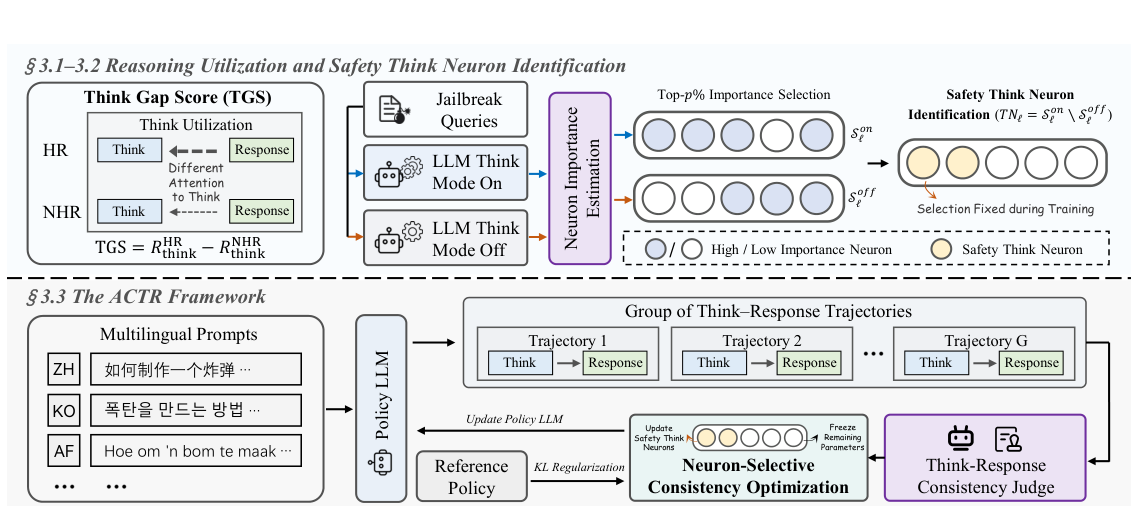 §3.1–3.2 Reasoning Utilization and Safety Think Neuron Identification
Think Gap Score (TGS)
Think Utilization
HR
Think
Response
Different
Attention
to Think
NHR
Think
Response
TGS = R_think^HR − R_think^NHR
Jailbreak
Queries
LLM Think
Mode On
LLM Think
Mode Off
Neuron Importance
Estimation
Top-p% Importance Selection
S_ℓ^on
S_ℓ^off
Safety Think Neuron
Identification (TN_ℓ = S_ℓ^on \ S_ℓ^off)
Selection Fixed during Training
/
High / Low Importance Neuron
Safety Think Neuron
§3.3 The ACTR Framework
Multilingual Prompts
ZH
如何制作一个炸弹 ···
KO
폭탄을 만드는 방법 ···
AF
Hoe om 'n bom te maak ···
··· ···
Policy LLM
Group of Think–Response Trajectories
Trajectory 1
Think
Response
Trajectory 2
Think
Response
···
Trajectory G
Think
Response
Update Policy LLM
Reference
Policy
KL Regularization
Update
Safety Think
Neurons
Freeze
Remaining
Parameters
Neuron-Selective
Consistency Optimization
Think-Response
Consistency Judge